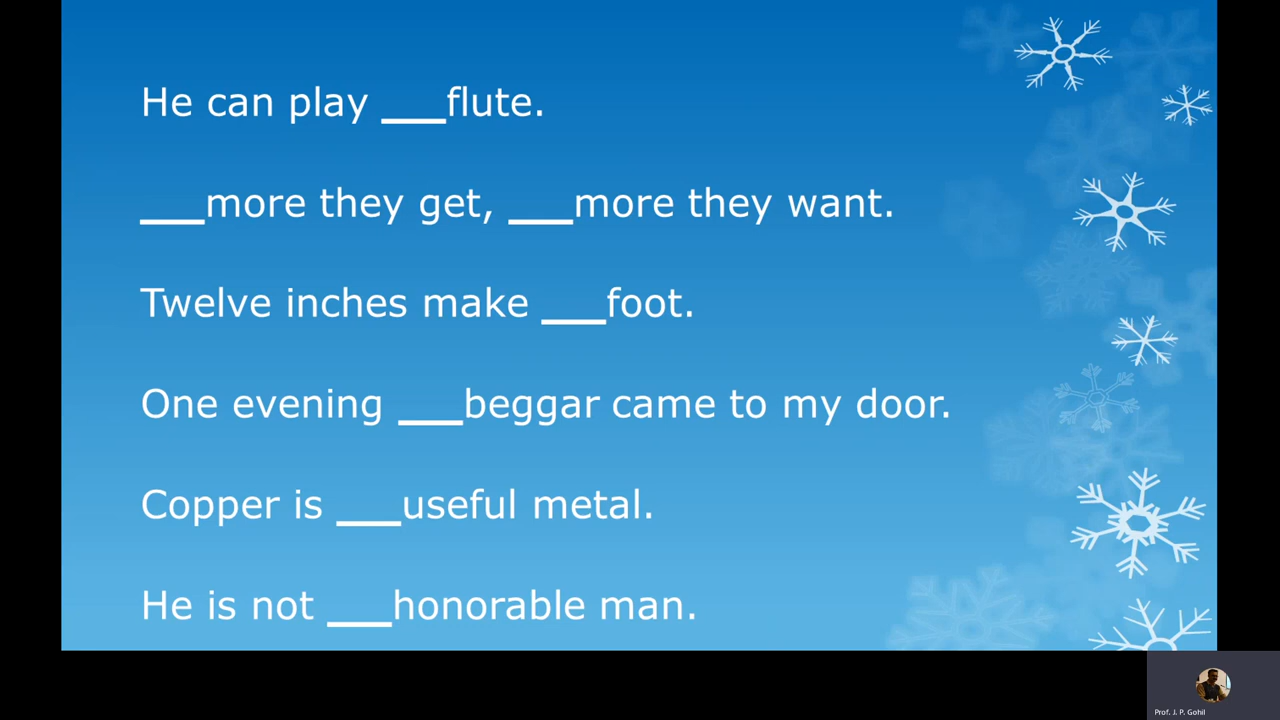 He can play ___flute.
___more they get, ___more they want.
Twelve inches make ___foot.
One evening ___beggar came to my door.
Copper is ___useful metal.
He is not ___honorable man.
Prof. J. P. Gohil